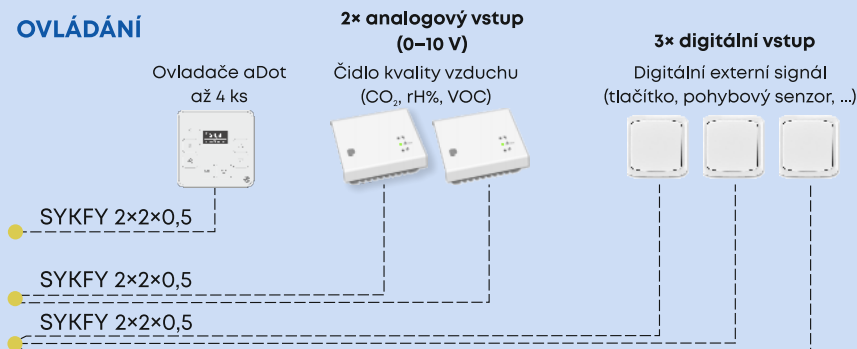 OVLÁDÁNÍ
Ovladače aDot
až 4 ks
2× analogový vstup
(0–10 V)
Čidlo kvality vzduchu
(CO₂, rH%, VOC)
3× digitální vstup
Digitální externí signál
(tlačítko, pohybový senzor, ...)
SYKFY 2×2×0,5
SYKFY 2×2×0,5
SYKFY 2×2×0,5